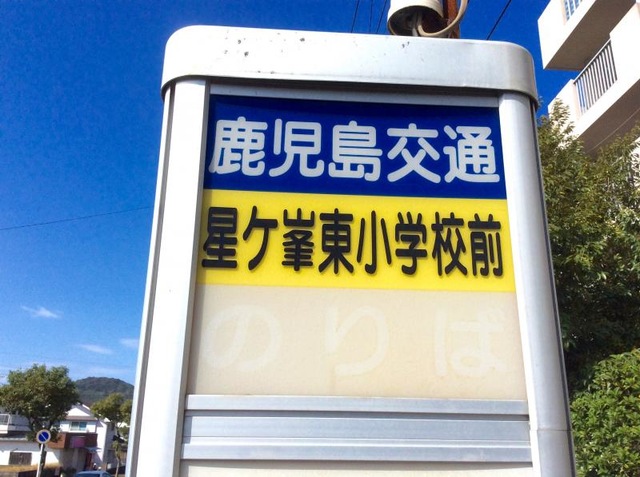 鹿児島交通
星ケ峯東小学校前
のりば